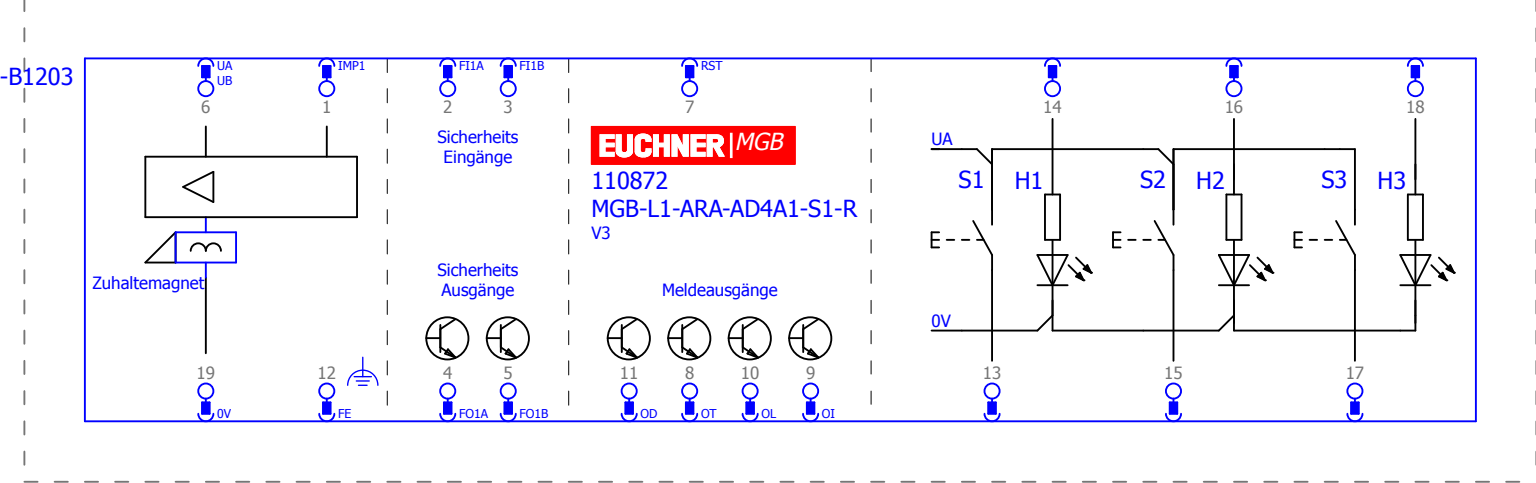 -B1203
UA
UB
IMP1
FI1A
FI1B
RST
6
1
2
3
7
14
16
18
Sicherheits
Eingänge
EUCHNER MGB
110872
MGB-L1-ARA-AD4A1-S1-R
V3
UA
S1
H1
S2
H2
S3
H3
Zuhaltemagnet
Sicherheits
Ausgänge
Meldeausgänge
0V
19
12
4
5
11
8
10
9
13
15
17
0V
FE
FO1A
FO1B
OD
OT
OL
OI